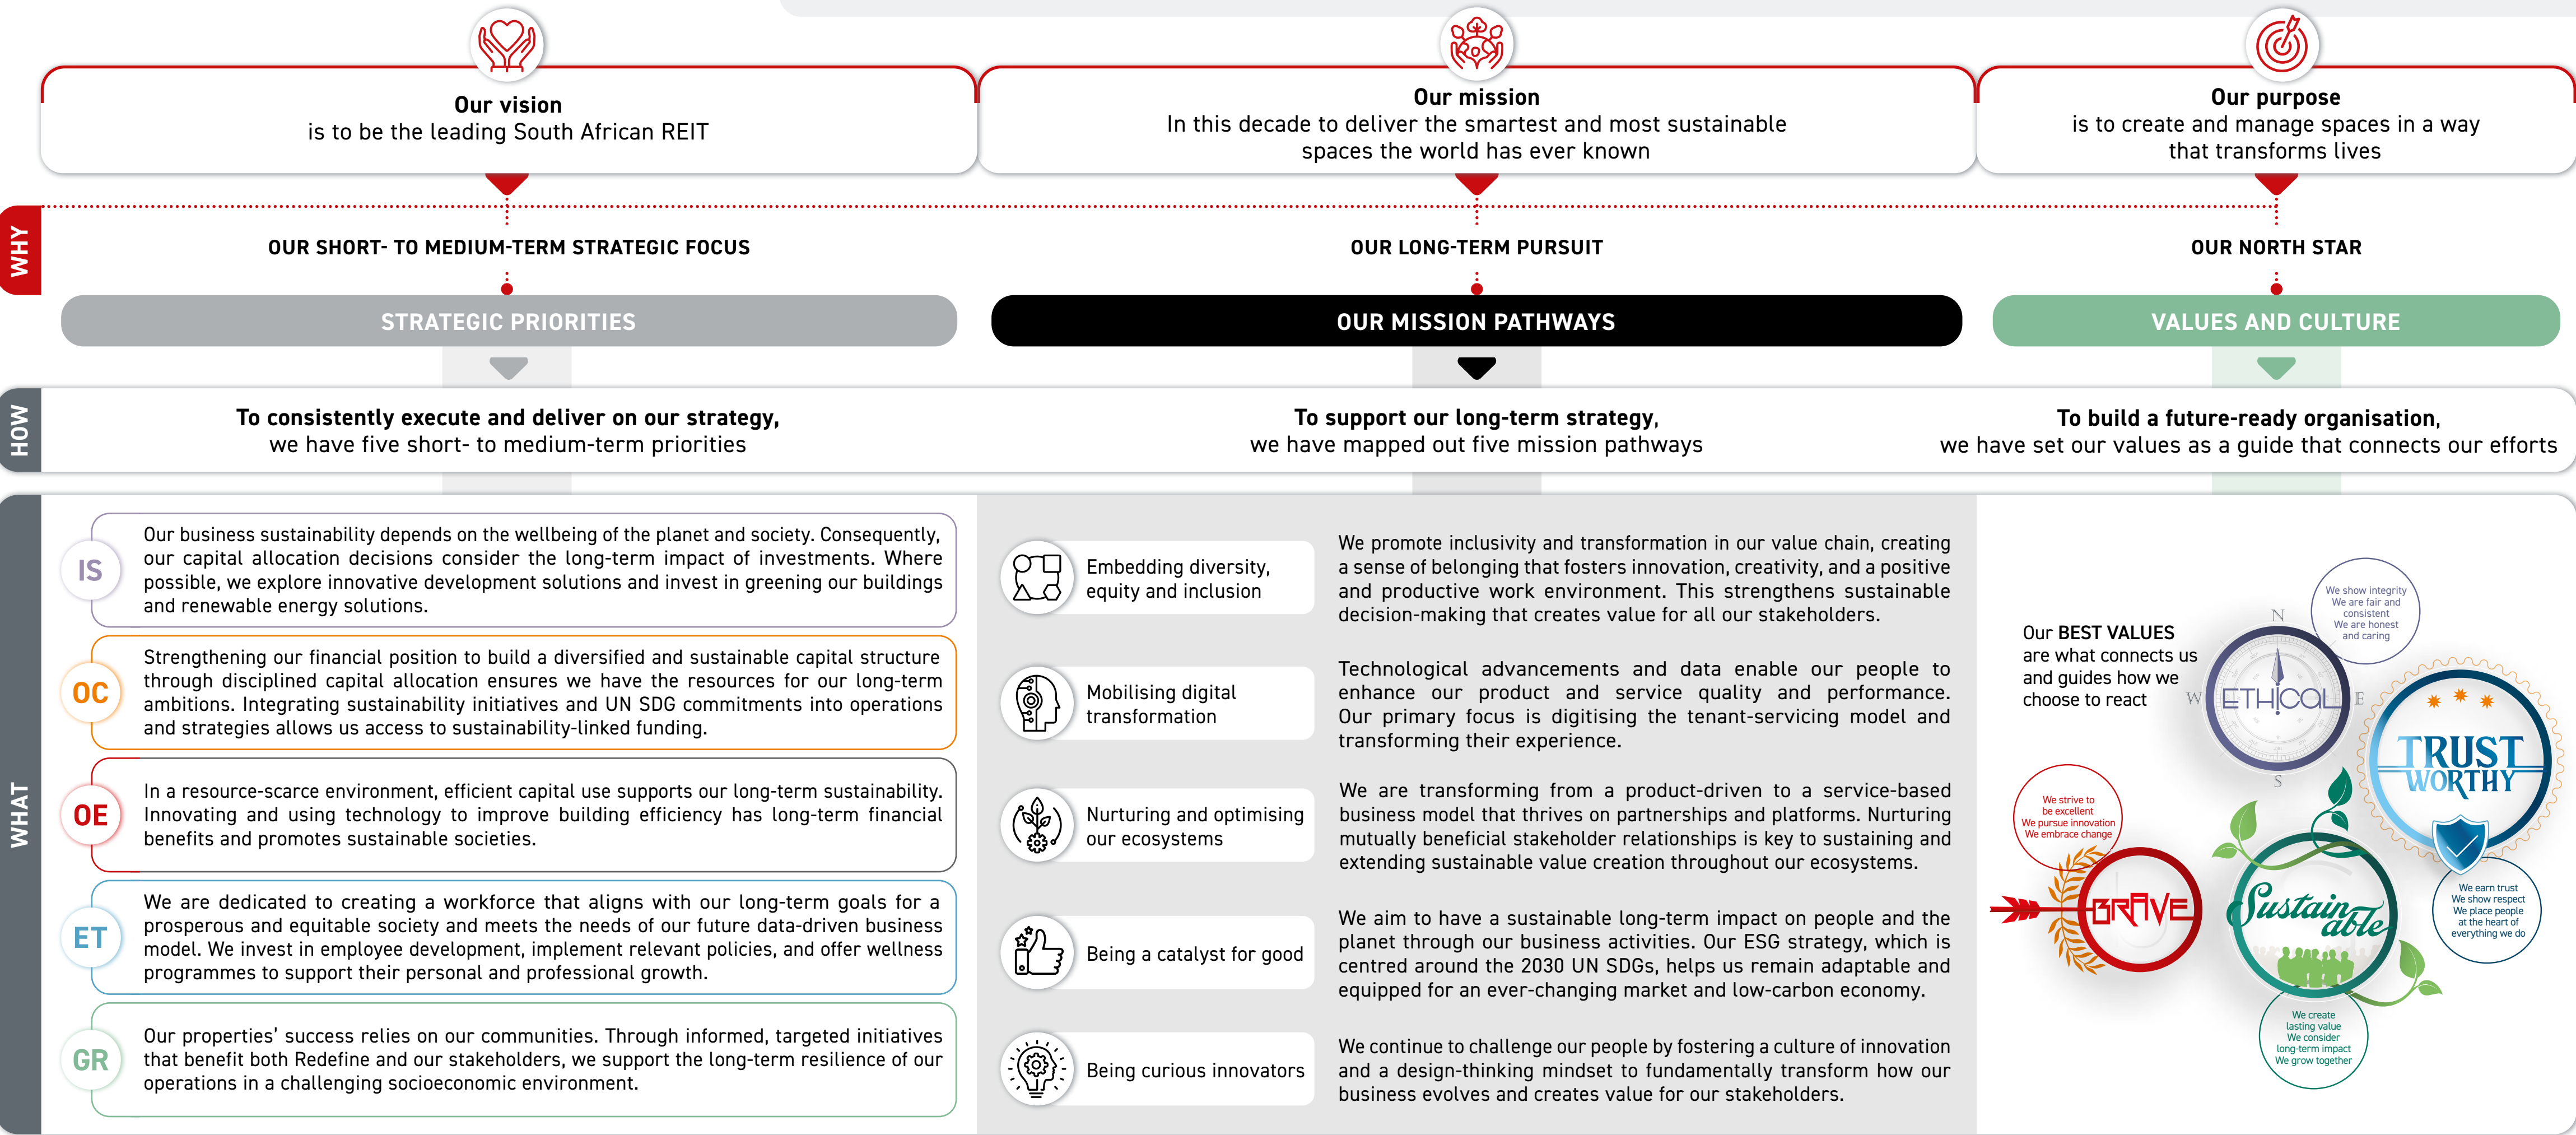 Our vision
is to be the leading South African REIT
Our mission
In this decade to deliver the smartest and most sustainable
spaces the world has ever known
Our purpose
is to create and manage spaces in a way
that transforms lives
WHY
OUR SHORT- TO MEDIUM-TERM STRATEGIC FOCUS
OUR LONG-TERM PURSUIT
OUR NORTH STAR
STRATEGIC PRIORITIES
OUR MISSION PATHWAYS
VALUES AND CULTURE
HOW
To consistently execute and deliver on our strategy,
we have five short- to medium-term priorities
To support our long-term strategy,
we have mapped out five mission pathways
To build a future-ready organisation,
we have set our values as a guide that connects our efforts
WHAT
IS
Our business sustainability depends on the wellbeing of the planet and society. Consequently,
our capital allocation decisions consider the long-term impact of investments. Where
possible, we explore innovative development solutions and invest in greening our buildings
and renewable energy solutions.
OC
Strengthening our financial position to build a diversified and sustainable capital structure
through disciplined capital allocation ensures we have the resources for our long-term
ambitions. Integrating sustainability initiatives and UN SDG commitments into operations
and strategies allows us access to sustainability-linked funding.
OE
In a resource-scarce environment, efficient capital use supports our long-term sustainability.
Innovating and using technology to improve building efficiency has long-term financial
benefits and promotes sustainable societies.
ET
We are dedicated to creating a workforce that aligns with our long-term goals for a
prosperous and equitable society and meets the needs of our future data-driven business
model. We invest in employee development, implement relevant policies, and offer wellness
programmes to support their personal and professional growth.
GR
Our properties' success relies on our communities. Through informed, targeted initiatives
that benefit both Redefine and our stakeholders, we support the long-term resilience of our
operations in a challenging socioeconomic environment.
Embedding diversity,
equity and inclusion
We promote inclusivity and transformation in our value chain, creating
a sense of belonging that fosters innovation, creativity, and a positive
and productive work environment. This strengthens sustainable
decision-making that creates value for all our stakeholders.
Mobilising digital
transformation
Technological advancements and data enable our people to
enhance our product and service quality and performance.
Our primary focus is digitising the tenant-servicing model and
transforming their experience.
Nurturing and optimising
our ecosystems
We are transforming from a product-driven to a service-based
business model that thrives on partnerships and platforms. Nurturing
mutually beneficial stakeholder relationships is key to sustaining and
extending sustainable value creation throughout our ecosystems.
Being a catalyst for good
We aim to have a sustainable long-term impact on people and the
planet through our business activities. Our ESG strategy, which is
centred around the 2030 UN SDGs, helps us remain adaptable and
equipped for an ever-changing market and low-carbon economy.
Being curious innovators
We continue to challenge our people by fostering a culture of innovation
and a design-thinking mindset to fundamentally transform how our
business evolves and creates value for our stakeholders.
Our BEST VALUES
are what connects us
and guides how we
choose to react
We show integrity
We are fair and
consistent
We are honest
and caring
N
W
ETHICAL
E
S
TRUST
WORTHY
We strive to
be excellent
We pursue innovation
We embrace change
BRAVE
Sustain
able
We earn trust
We show respect
We place people
at the heart of
everything we do
We create
lasting value
We consider
long-term impact
We grow together